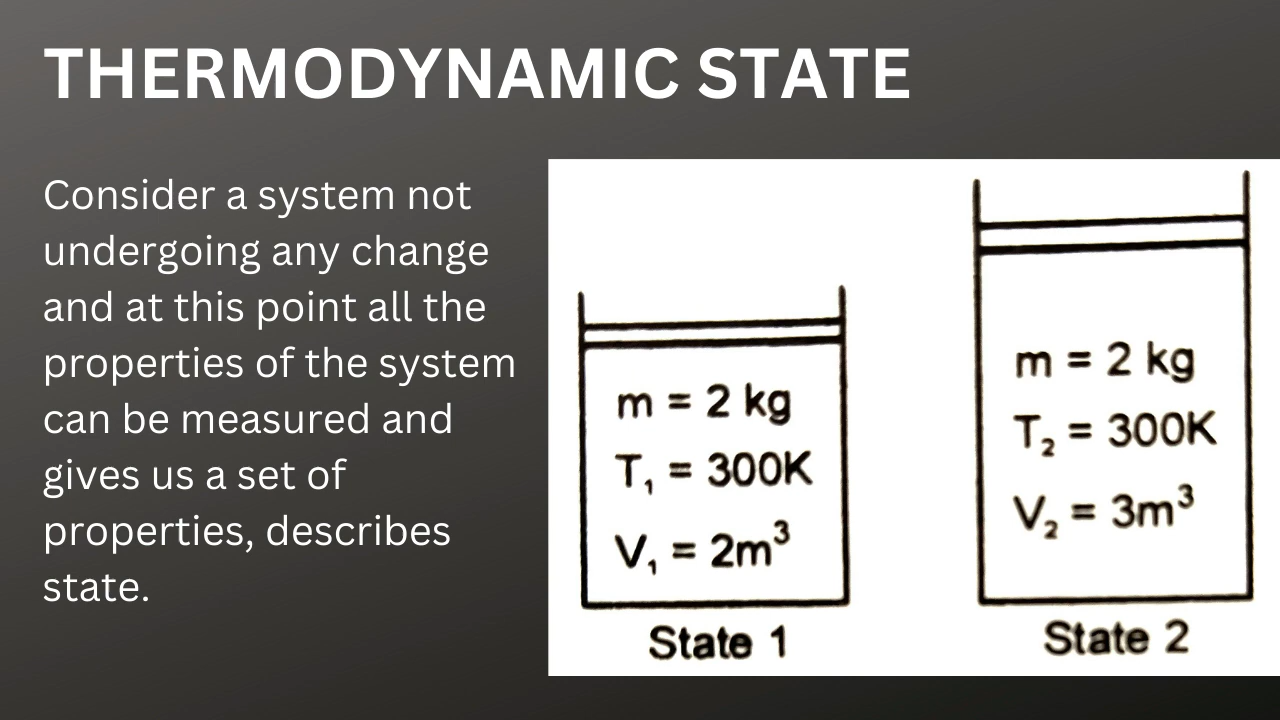 THERMODYNAMIC STATE
Consider a system not
undergoing any change
and at this point all the
properties of the system
can be measured and
gives us a set of
properties, describes
state.
m = 2 kg
T₁ = 300K
V₁ = 2m³
State 1
m = 2 kg
T₂ = 300K
V₂ = 3m³
State 2